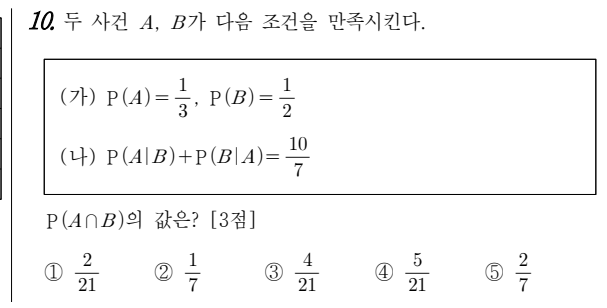 10. 두 사건 A, B가 다음 조건을 만족시킨다.
(가) P(A)=1/3, P(B)=1/2
(나) P(A|B)+P(B|A)=10/7
P(A∩B)의 값은? [3점]
① 2/21 ② 1/7 ③ 4/21 ④ 5/21 ⑤ 2/7